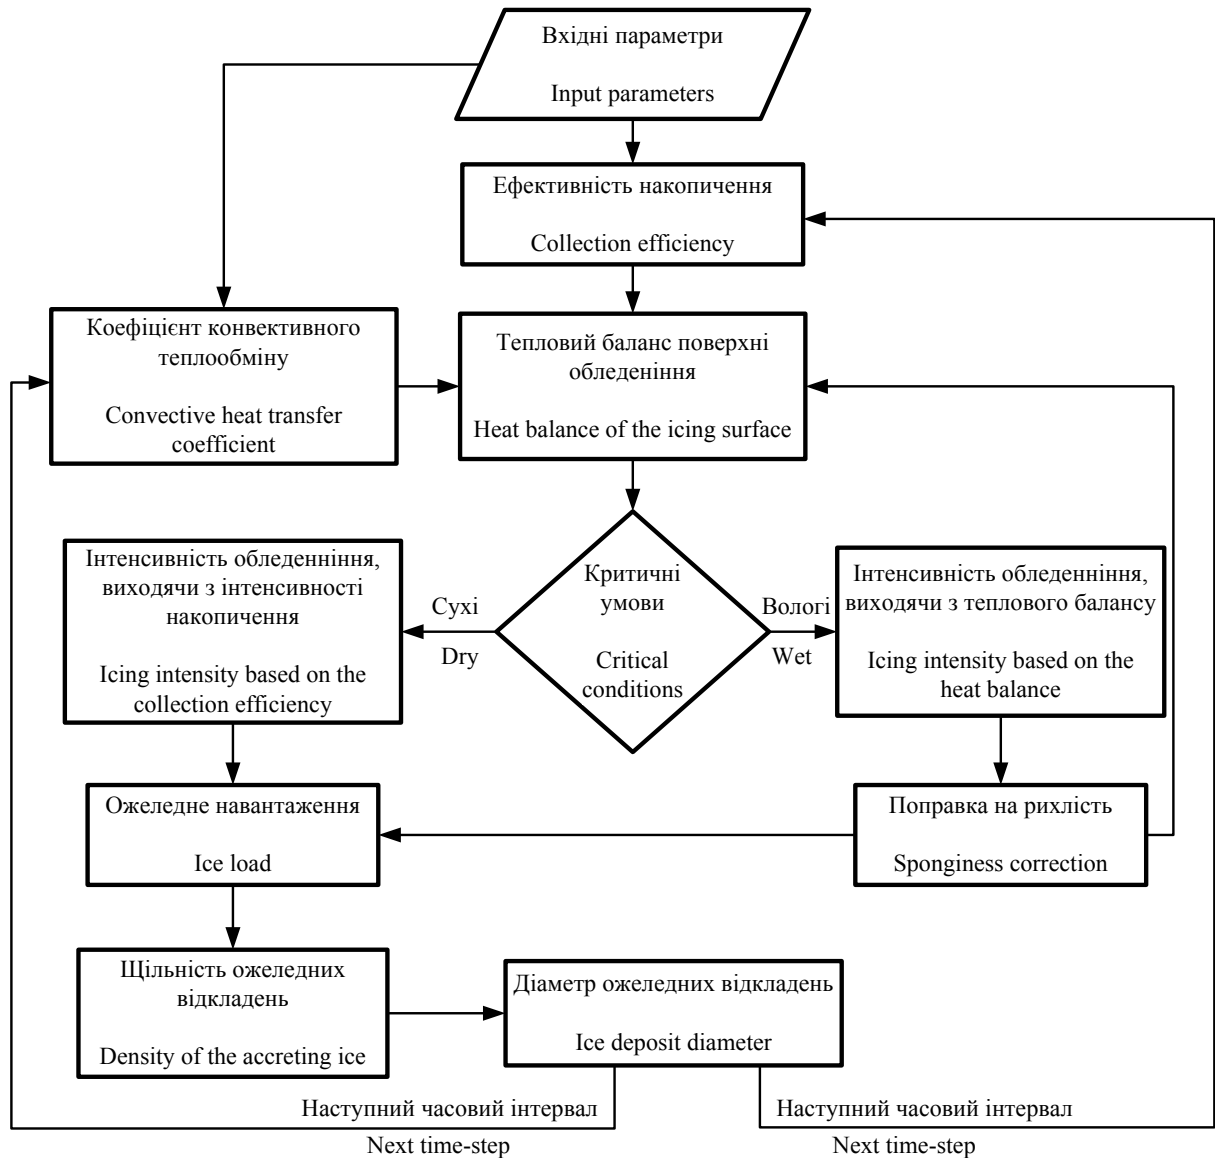 Вхідні параметри
Input parameters
Ефективність накопичення
Collection efficiency
Коефіцієнт конвективного
теплообміну
Convective heat transfer
coefficient
Тепловий баланс поверхні
обледеніння
Heat balance of the icing surface
Інтенсивність обледенніння,
виходячи з інтенсивності
накопичення
Icing intensity based on the
collection efficiency
Сухі
Dry
Критичні
умови
Critical
conditions
Вологі
Wet
Інтенсивність обледенніння,
виходячи з теплового балансу
Icing intensity based on the
heat balance
Ожеледне навантаження
Ice load
Поправка на рихлість
Sponginess correction
Щільність ожеледних
відкладень
Density of the accreting ice
Діаметр ожеледних відкладень
Ice deposit diameter
Наступний часовий інтервал
Next time-step
Наступний часовий інтервал
Next time-step